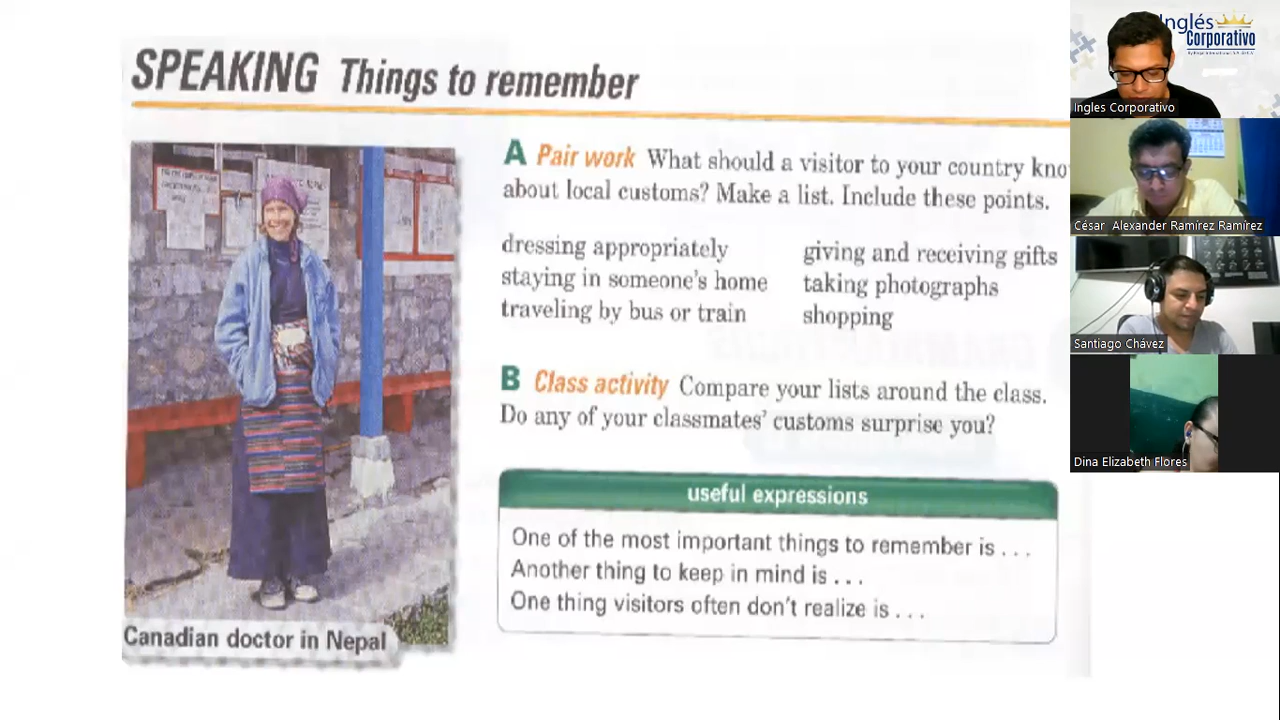 SPEAKING Things to remember
A Pair work What should a visitor to your country kno
about local customs? Make a list. Include these points.
dressing appropriately
staying in someone's home
traveling by bus or train
giving and receiving gifts
taking photographs
shopping
B Class activity Compare your lists around the class.
Do any of your classmates' customs surprise you?
useful expressions
One of the most important things to remember is . . .
Another thing to keep in mind is . . .
One thing visitors often don't realize is . . .
Canadian doctor in Nepal
Inglés
Corporativo
Ingles Corporativo
César Alexander Ramírez Ramírez
Santiago Chávez
Dina Elizabeth Flores